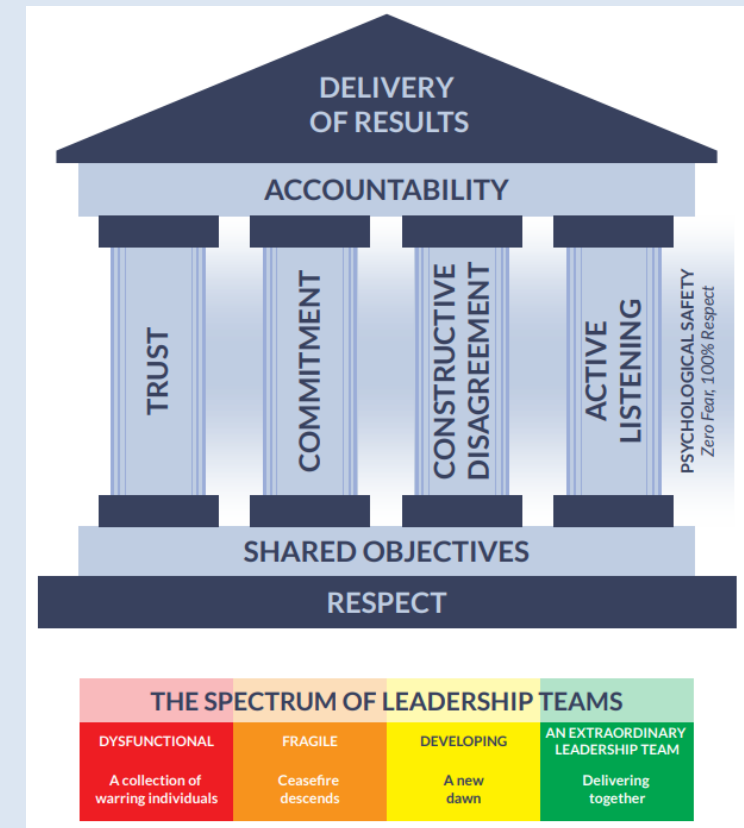 DELIVERY
OF RESULTS
ACCOUNTABILITY
TRUST
COMMITMENT
CONSTRUCTIVE
DISAGREEMENT
ACTIVE
LISTENING
PSYCHOLOGICAL SAFETY
Zero Fear, 100% Respect
SHARED OBJECTIVES
RESPECT
THE SPECTRUM OF LEADERSHIP TEAMS
DYSFUNCTIONAL
A collection of
warring individuals
FRAGILE
Ceasefire
descends
DEVELOPING
A new
dawn
AN EXTRAORDINARY
LEADERSHIP TEAM
Delivering
together